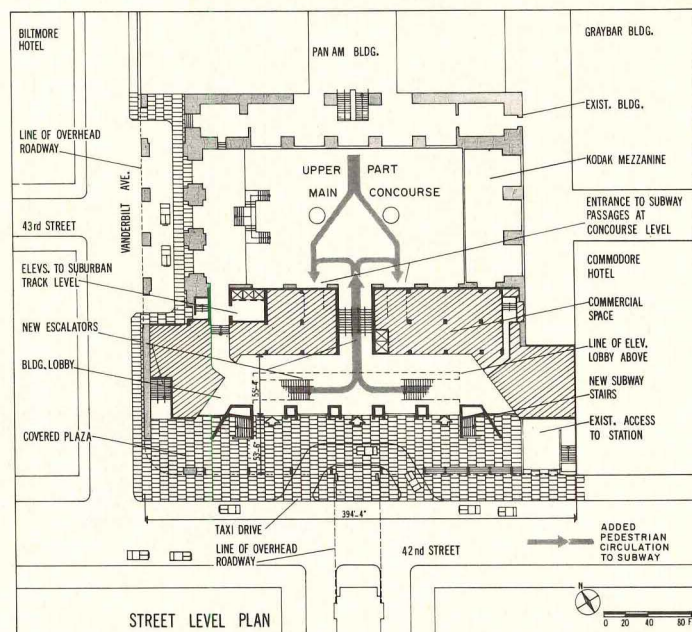 BILTMORE
HOTEL
PAN AM BLDG.
GRAYBAR BLDG.
LINE OF OVERHEAD
ROADWAY
EXIST. BLDG.
KODAK MEZZANINE
VANDERBILT AVE.
UPPER PART
MAIN CONCOURSE
ENTRANCE TO SUBWAY
PASSAGES AT
CONCOURSE LEVEL
43rd STREET
ELEVS. TO SUBURBAN
TRACK LEVEL
COMMODORE
HOTEL
COMMERCIAL
SPACE
NEW ESCALATORS
LINE OF ELEV.
LOBBY ABOVE
BLDG. LOBBY
55'-4"
NEW SUBWAY
STAIRS
COVERED PLAZA
53'-6"
EXIST. ACCESS
TO STATION
394'-4"
TAXI DRIVE
LINE OF OVERHEAD
ROADWAY
42nd STREET
ADDED
PEDESTRIAN
CIRCULATION
TO SUBWAY
STREET LEVEL PLAN
N
0 20 40 80 F